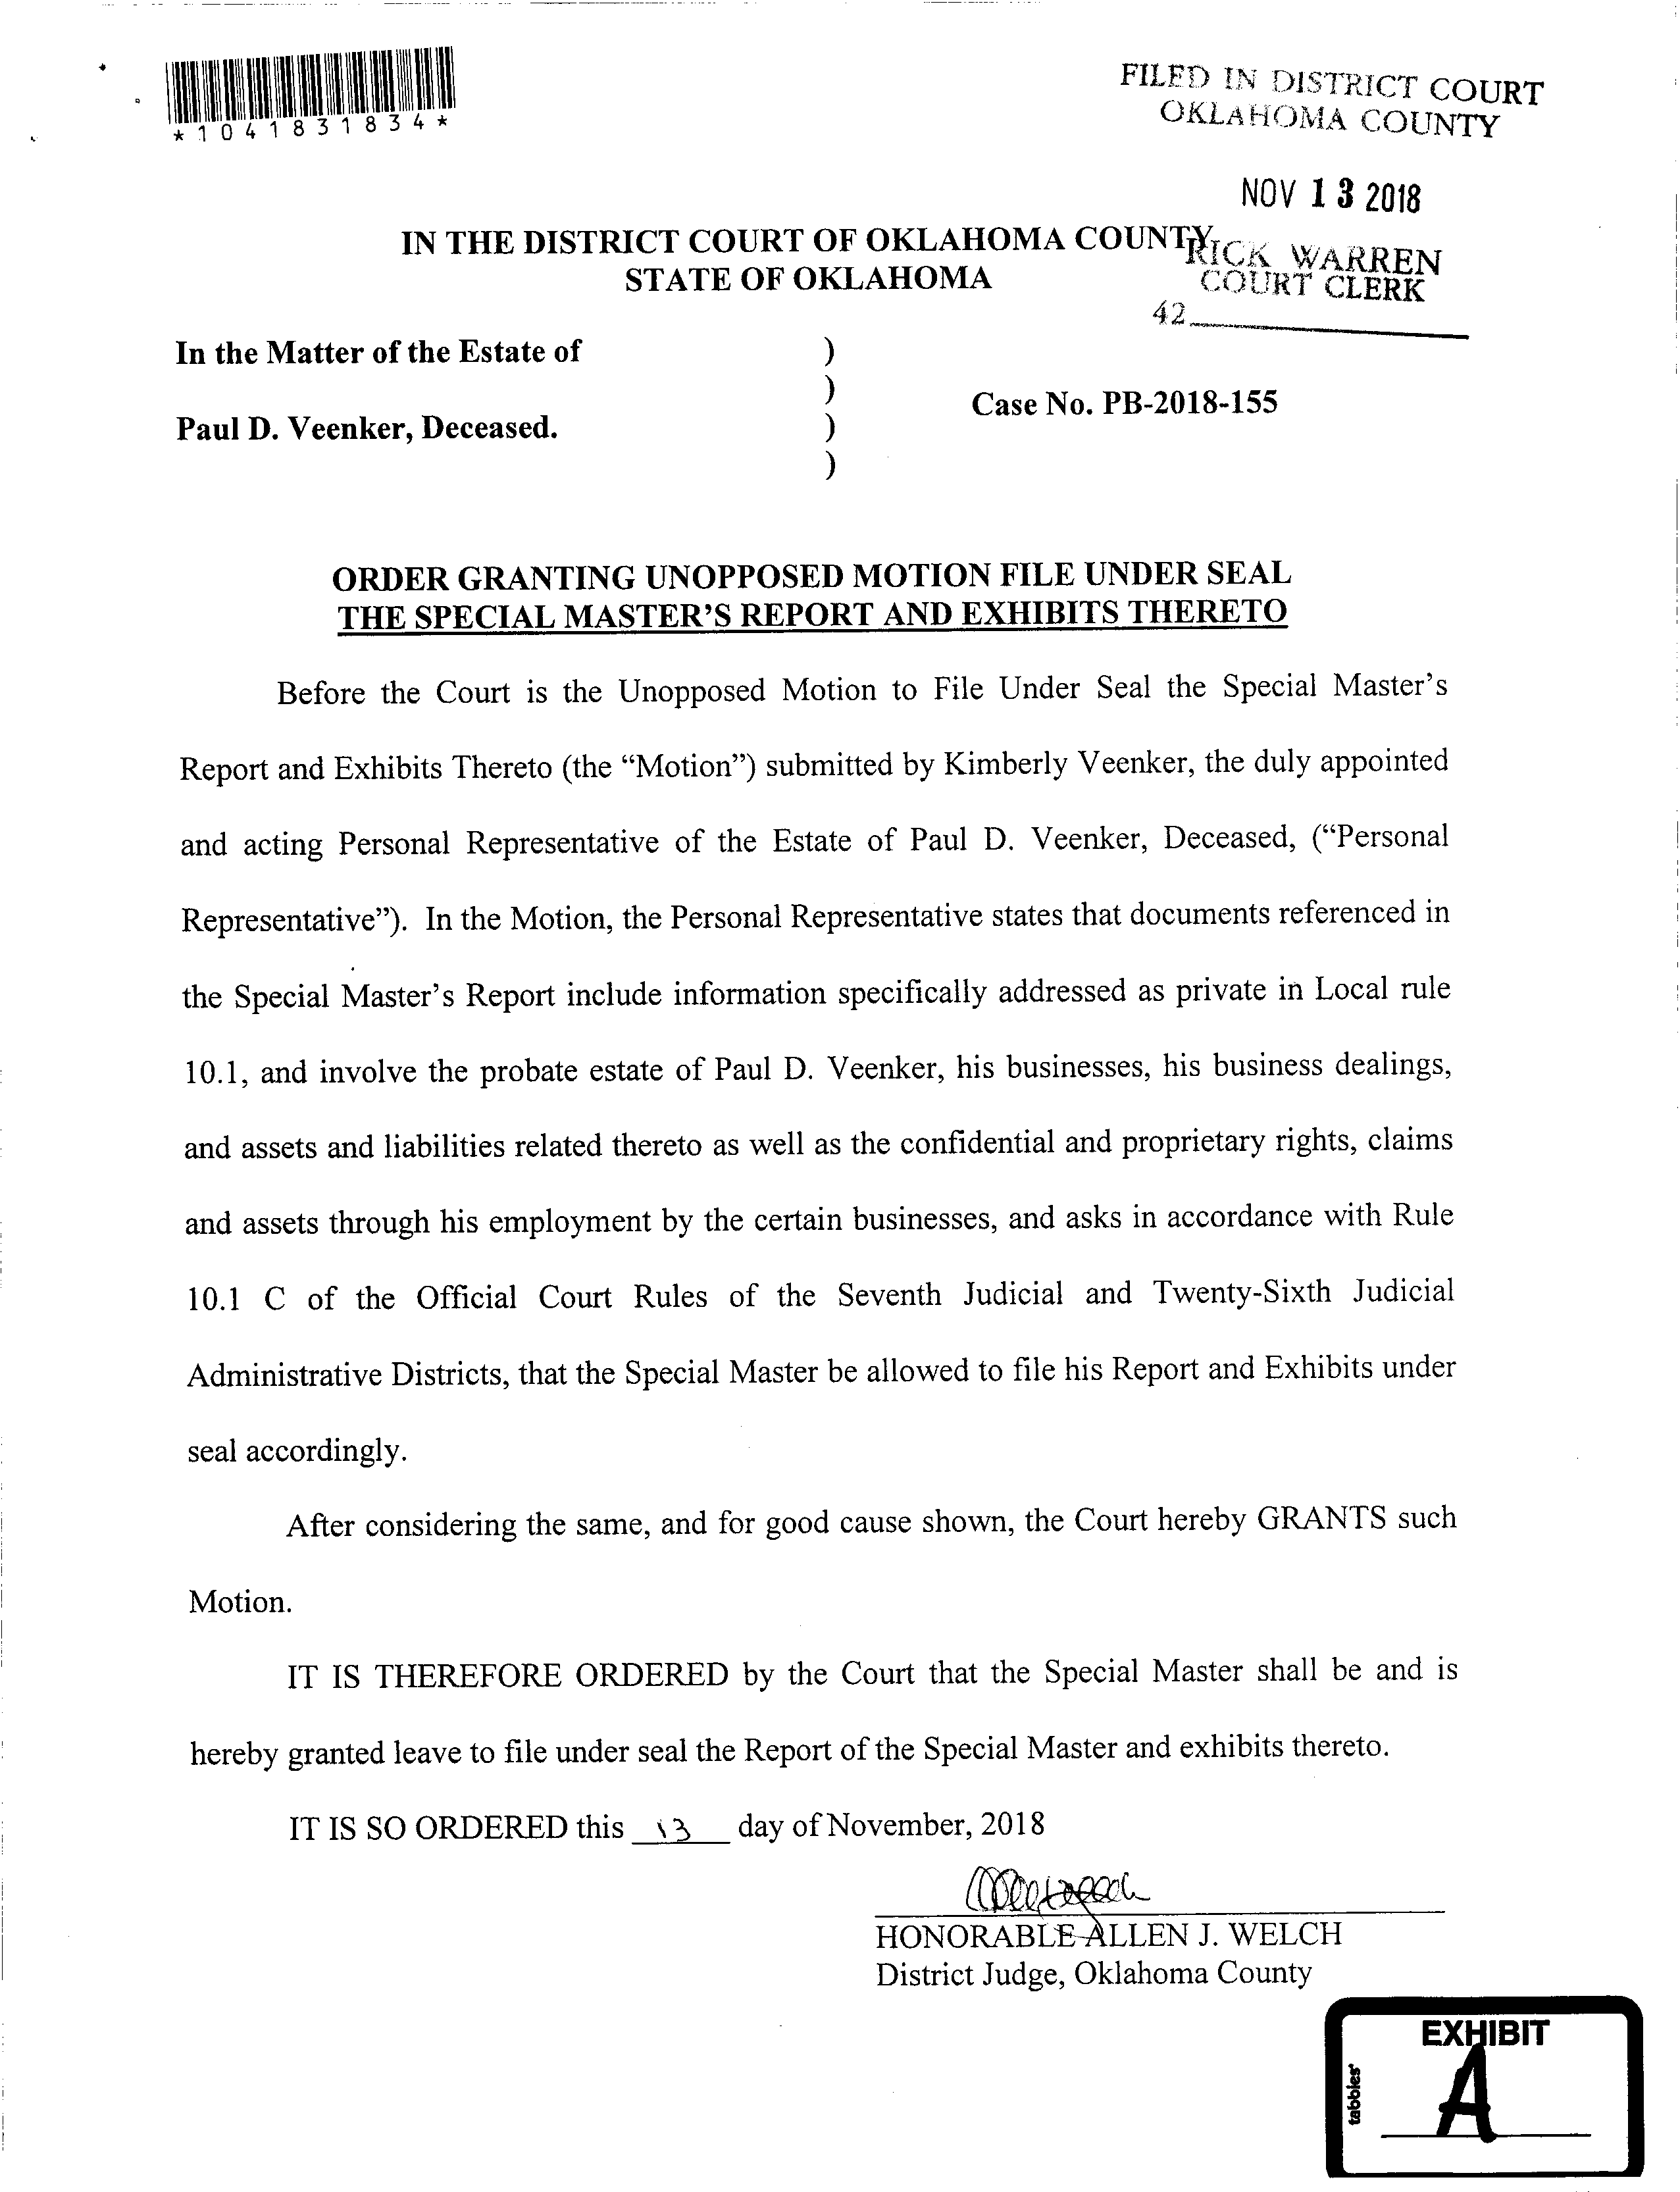 *1041831834*
FILED IN DISTRICT COURT
OKLAHOMA COUNTY
NOV 13 2018
RICK WARREN
COURT CLERK
42
IN THE DISTRICT COURT OF OKLAHOMA COUNTY
STATE OF OKLAHOMA
In the Matter of the Estate of )
)
Case No. PB-2018-155
Paul D. Veenker, Deceased. )
)
ORDER GRANTING UNOPPOSED MOTION FILE UNDER SEAL
THE SPECIAL MASTER'S REPORT AND EXHIBITS THERETO
Before the Court is the Unopposed Motion to File Under Seal the Special Master's
Report and Exhibits Thereto (the "Motion") submitted by Kimberly Veenker, the duly appointed
and acting Personal Representative of the Estate of Paul D. Veenker, Deceased, ("Personal
Representative"). In the Motion, the Personal Representative states that documents referenced in
the Special Master's Report include information specifically addressed as private in Local rule
10.1, and involve the probate estate of Paul D. Veenker, his businesses, his business dealings,
and assets and liabilities related thereto as well as the confidential and proprietary rights, claims
and assets through his employment by the certain businesses, and asks in accordance with Rule
10.1 C of the Official Court Rules of the Seventh Judicial and Twenty-Sixth Judicial
Administrative Districts, that the Special Master be allowed to file his Report and Exhibits under
seal accordingly.
After considering the same, and for good cause shown, the Court hereby GRANTS such
Motion.
IT IS THEREFORE ORDERED by the Court that the Special Master shall be and is
hereby granted leave to file under seal the Report of the Special Master and exhibits thereto.
IT IS SO ORDERED this 13 day of November, 2018
HONORABLE ALLEN J. WELCH
District Judge, Oklahoma County
EXHIBIT
tabbies'
A